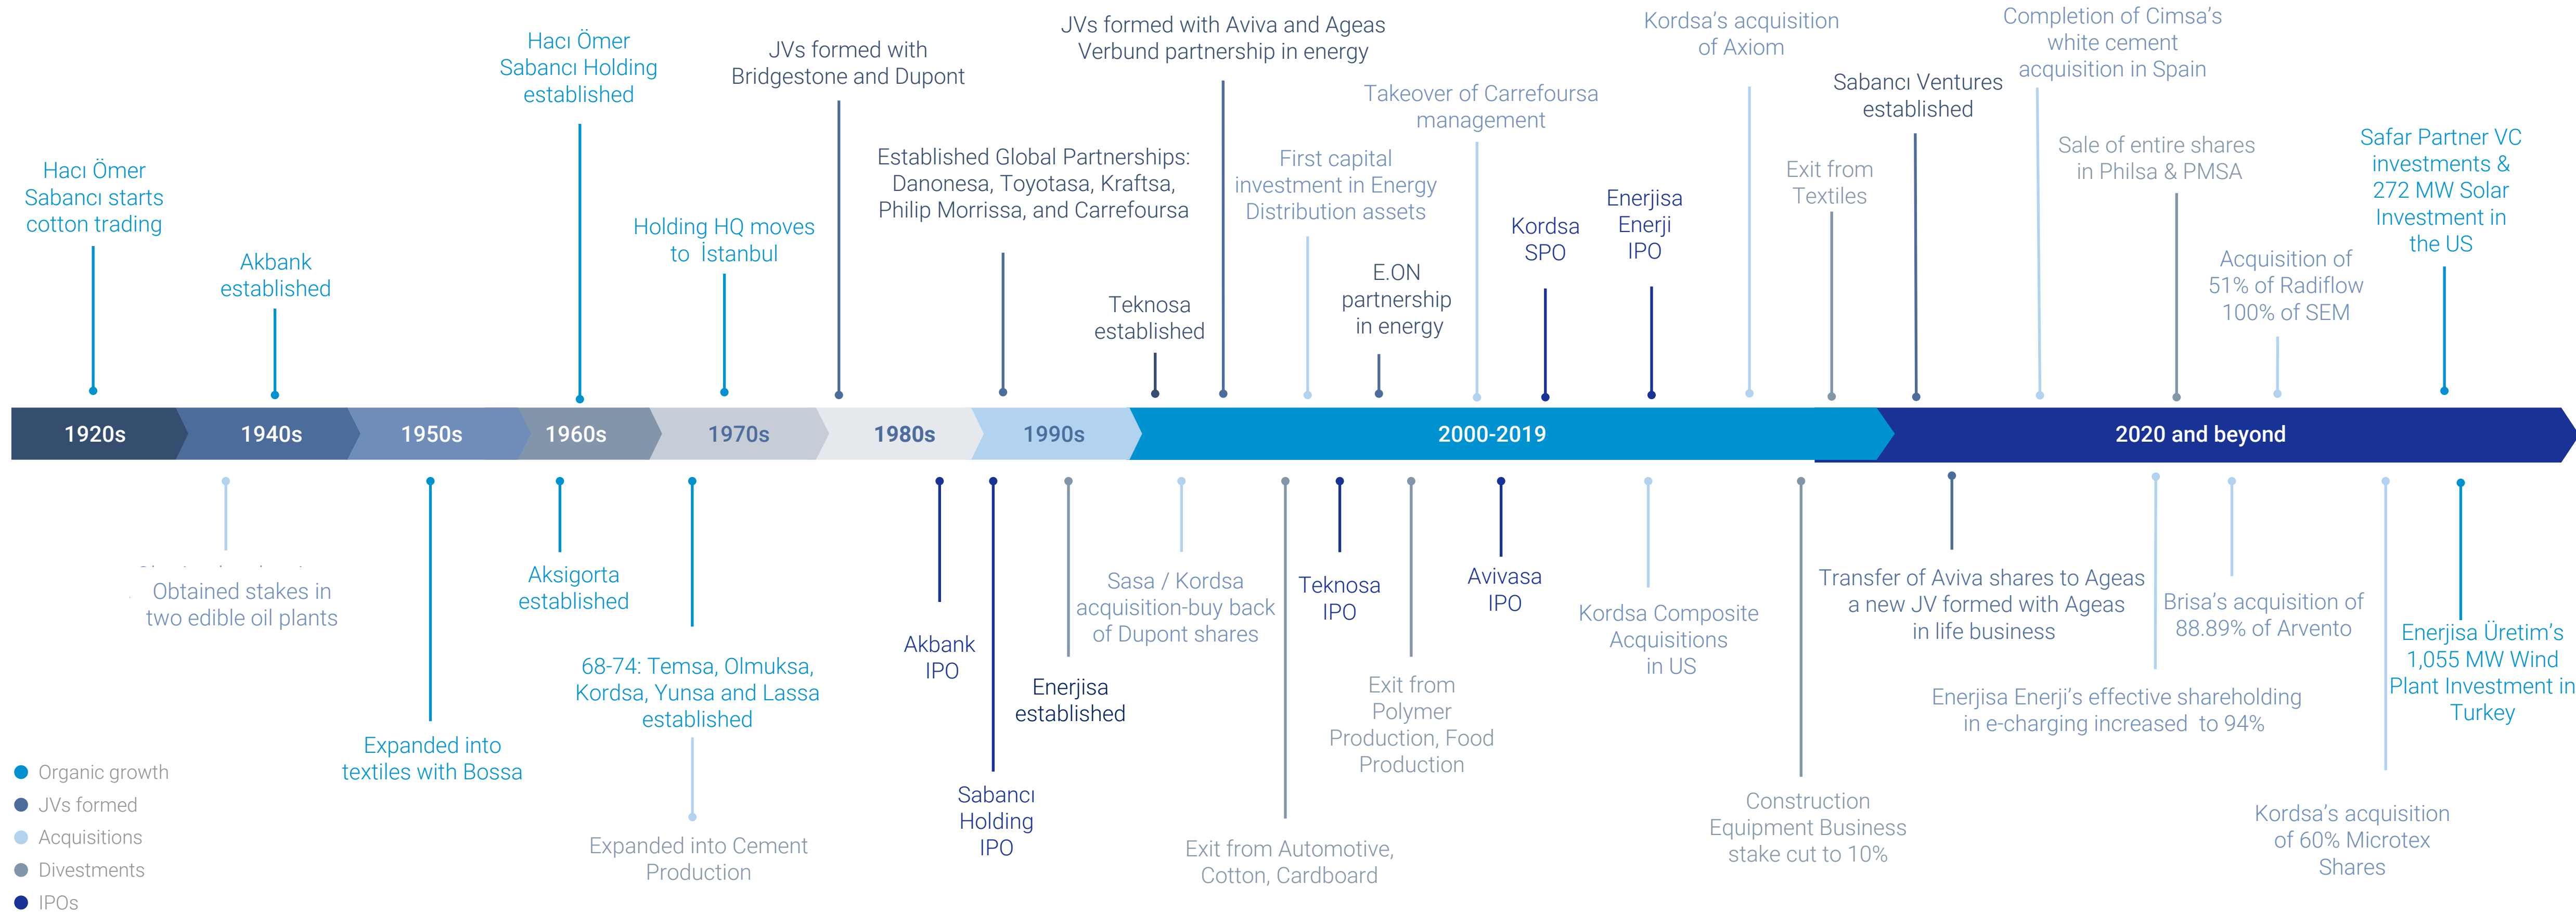 Hacı Ömer
Sabancı starts
cotton trading
Akbank
established
Hacı Ömer
Sabancı Holding
established
Holding HQ moves
to İstanbul
JVs formed with
Bridgestone and Dupont
Established Global Partnerships:
Danonesa, Toyotasa, Kraftsa,
Philip Morrissa, and Carrefoursa
Teknosa
established
JVs formed with Aviva and Ageas
Verbund partnership in energy
First capital
investment in Energy
Distribution assets
E.ON
partnership
in energy
Takeover of Carrefoursa
management
Kordsa
SPO
Enerjisa
Enerji
IPO
Kordsa’s acquisition
of Axiom
Exit from
Textiles
Sabancı Ventures
established
Completion of Cimsa’s
white cement
acquisition in Spain
Sale of entire shares
in Philsa & PMSA
Acquisition of
51% of Radiflow
100% of SEM
Safar Partner VC
investments &
272 MW Solar
Investment in
the US
1920s
1940s
1950s
1960s
1970s
1980s
1990s
2000-2019
2020 and beyond
Obtained stakes in
two edible oil plants
Expanded into
textiles with Bossa
Aksigorta
established
68-74: Temsa, Olmuksa,
Kordsa, Yunsa and Lassa
established
Expanded into Cement
Production
Akbank
IPO
Sabancı
Holding
IPO
Enerjisa
established
Sasa / Kordsa
acquisition-buy back
of Dupont shares
Exit from Automotive,
Cotton, Cardboard
Teknosa
IPO
Exit from
Polymer
Production, Food
Production
Avivasa
IPO
Kordsa Composite
Acquisitions
in US
Construction
Equipment Business
stake cut to 10%
Transfer of Aviva shares to Ageas
a new JV formed with Ageas
in life business
Enerjisa Enerji’s effective shareholding
in e-charging increased to 94%
Brisa’s acquisition of
88.89% of Arvento
Kordsa’s acquisition
of 60% Microtex
Shares
Enerjisa Üretim’s
1,055 MW Wind
Plant Investment in
Turkey
Organic growth
JVs formed
Acquisitions
Divestments
IPOs